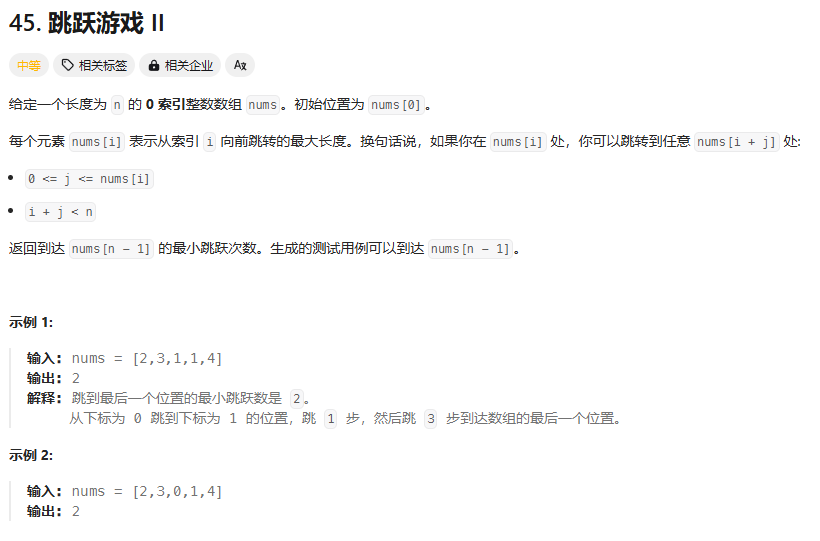 45. 跳跃游戏 II
中等 相关标签 相关企业 Aʐ
给定一个长度为 n 的 0 索引整数数组 nums。初始位置为 nums[0]。
每个元素 nums[i] 表示从索引 i 向前跳转的最大长度。换句话说，如果你在 nums[i] 处，你可以跳转到任意 nums[i + j] 处:
• 0 <= j <= nums[i]
• i + j < n
返回到达 nums[n - 1] 的最小跳跃次数。生成的测试用例可以到达 nums[n - 1]。
示例 1:
输入: nums = [2,3,1,1,4]
输出: 2
解释: 跳到最后一个位置的最小跳跃数是 2。
从下标为 0 跳到下标为 1 的位置，跳 1 步，然后跳 3 步到达数组的最后一个位置。
示例 2:
输入: nums = [2,3,0,1,4]
输出: 2